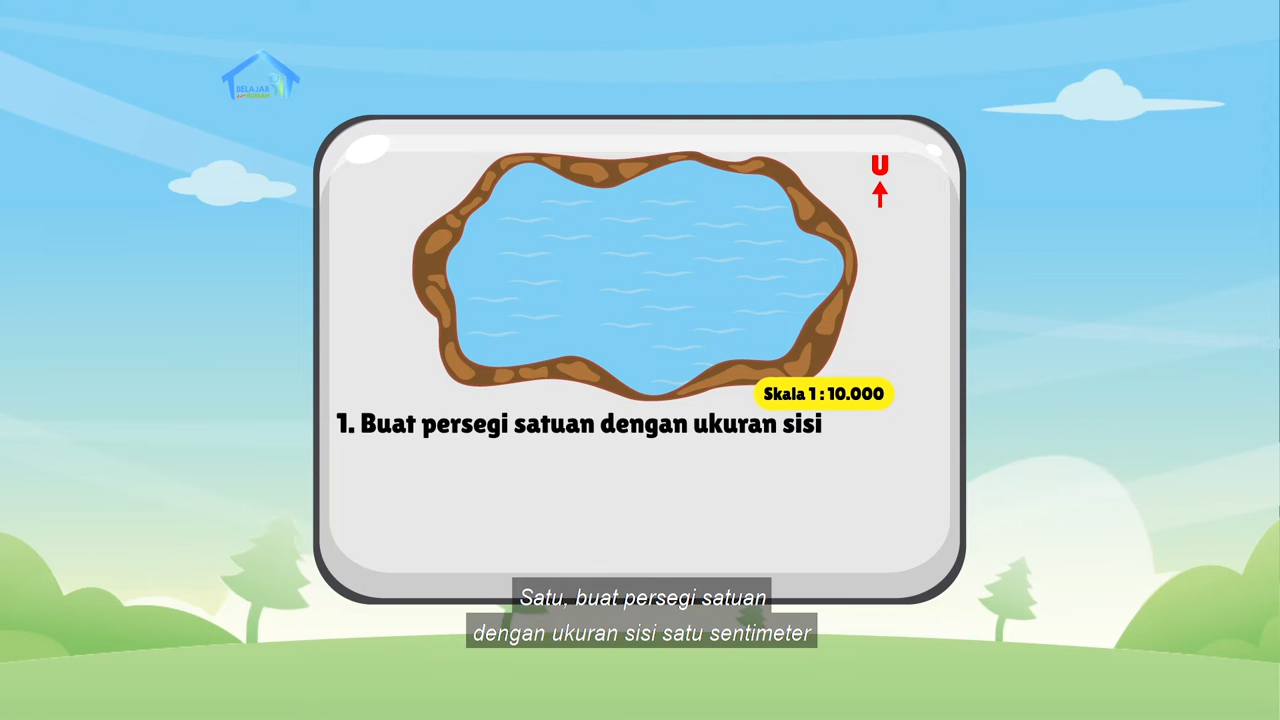 BELAJAR
U
Skala 1 : 10.000
1. Buat persegi satuan dengan ukuran sisi
Satu, buat persegi satuan
dengan ukuran sisi satu sentimeter